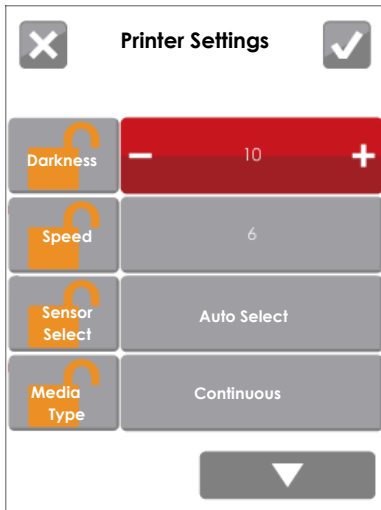 Printer Settings
Darkness
10
Speed
6
Sensor
Select
Auto Select
Media
Type
Continuous